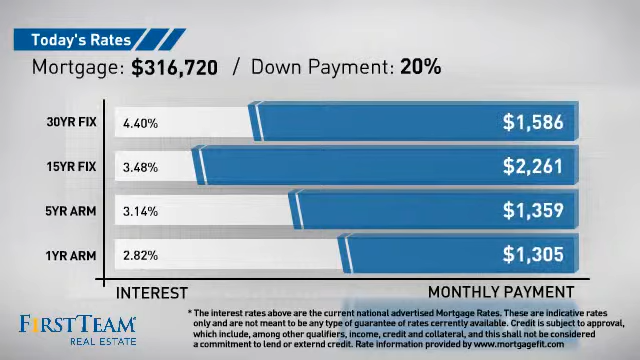 Today's Rates
Mortgage: $316,720 / Down Payment: 20%
30YR FIX 4.40% $1,586
15YR FIX 3.48% $2,261
5YR ARM 3.14% $1,359
1YR ARM 2.82% $1,305
INTEREST MONTHLY PAYMENT
* The interest rates above are the current national advertised Mortgage Rates. These are indicative rates
only and are not meant to be any type of guarantee of rates cerrently available. Credit is subject to approval,
which include, among other qualifiers, income, credit and collateral, and this shall not be considered
a commitment to lend or externd credit. Rate information provided by www.mortgagefit.com
FIRSTTEAM®
REAL ESTATE